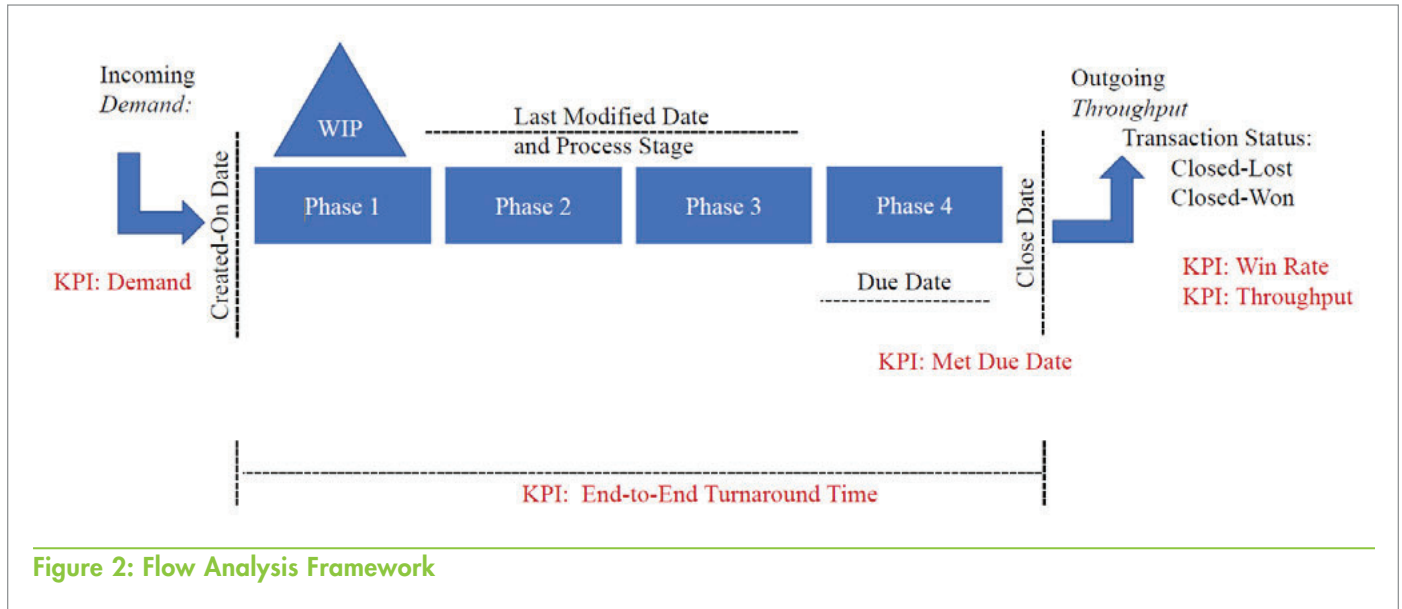 Incoming
Demand:
KPI: Demand
Created-On Date
WIP
Last Modified Date
and Process Stage
Phase 1
Phase 2
Phase 3
Phase 4
Due Date
Close Date
KPI: Met Due Date
Outgoing
Throughput
Transaction Status:
Closed-Lost
Closed-Won
KPI: Win Rate
KPI: Throughput
KPI: End-to-End Turnaround Time
Figure 2: Flow Analysis Framework